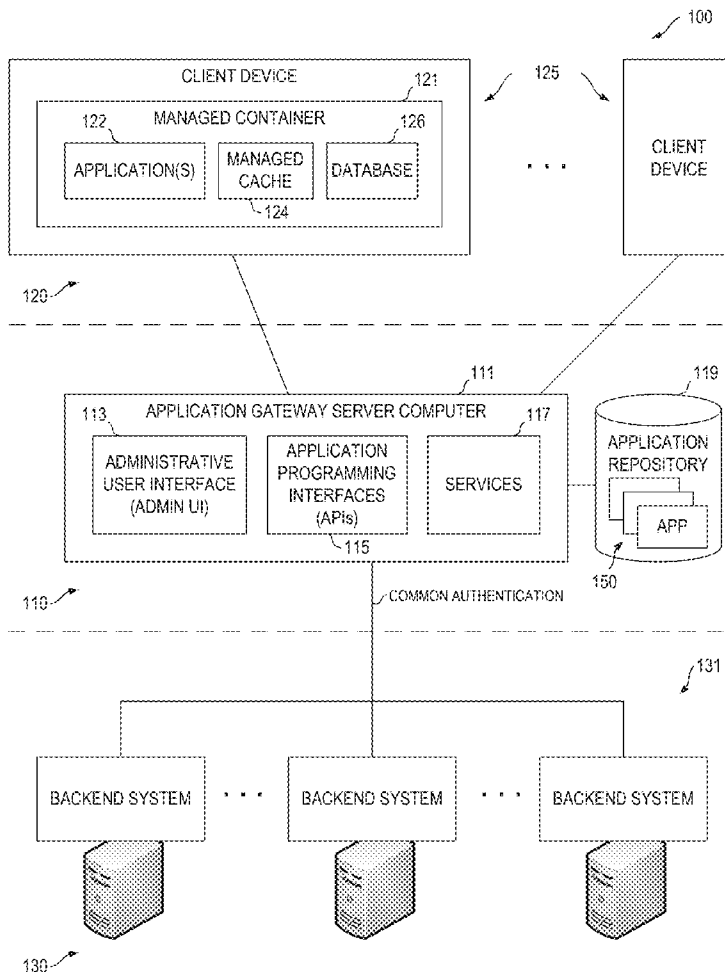 100
CLIENT DEVICE
121
125
MANAGED CONTAINER
122
126
APPLICATION(S)
MANAGED
CACHE
DATABASE
124
. . .
CLIENT
DEVICE
120
111
119
APPLICATION GATEWAY SERVER COMPUTER
113
117
ADMINISTRATIVE
USER INTERFACE
(ADMIN UI)
APPLICATION
PROGRAMMING
INTERFACES
(APIs)
SERVICES
115
APPLICATION
REPOSITORY
APP
150
110
COMMON AUTHENTICATION
131
BACKEND SYSTEM
. . .
BACKEND SYSTEM
. . .
BACKEND SYSTEM
130